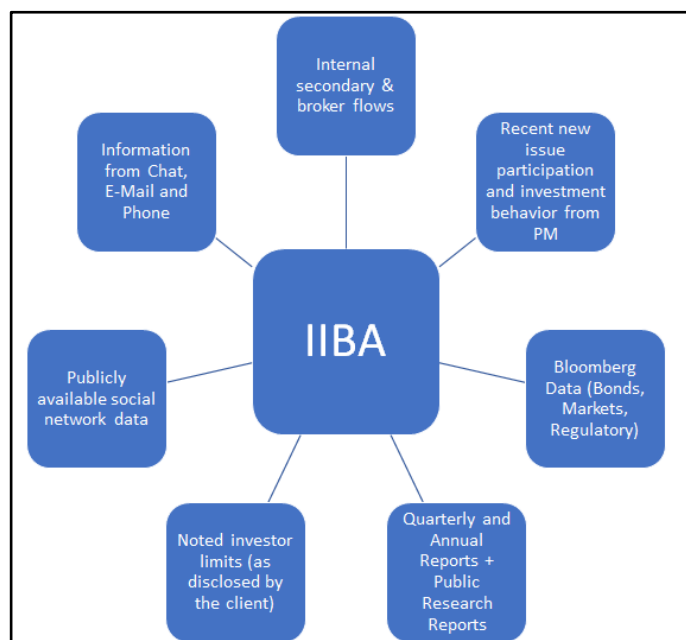 Internal
secondary &
broker flows
Information
from Chat,
E-Mail and
Phone
Recent new
issue
participation
and investment
behavior from
PM
IIBA
Publicly
available social
network data
Bloomberg
Data (Bonds,
Markets,
Regulatory)
Noted investor
limits (as
disclosed by
the client)
Quarterly and
Annual
Reports +
Public
Research
Reports